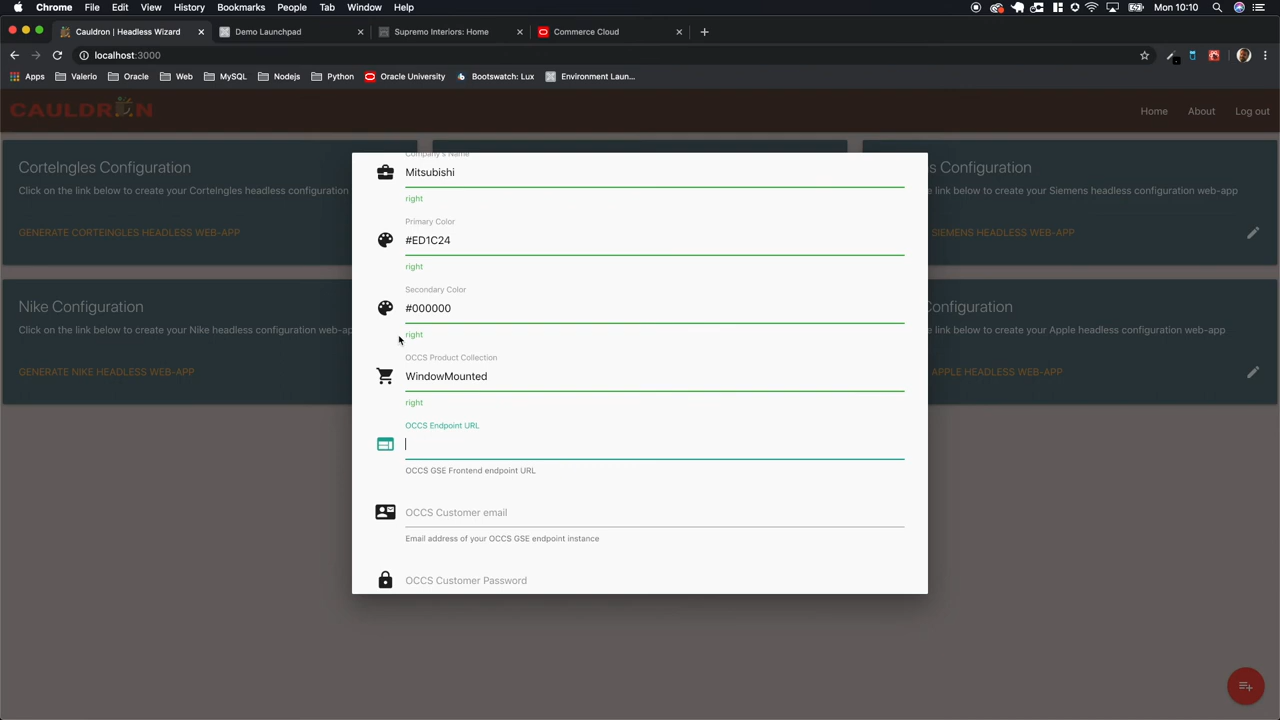 Chrome File Edit View History Bookmarks People Tab Window Help Mon 10:10
Cauldron | Headless Wizard Demo Launchpad Supremo Interiors: Home Commerce Cloud
localhost:3000
Apps Valerio Oracle Web MySQL Nodejs Python Oracle University Bootswatch: Lux Environment Laun...
CAULDRON Home About Log out
CorteIngles Configuration
Click on the link below to create your CorteIngles headless configuration
GENERATE CORTEINGLES HEADLESS WEB-APP
s Configuration
e link below to create your Siemens headless configuration web-app
SIEMENS HEADLESS WEB-APP
Nike Configuration
Click on the link below to create your Nike headless configuration web-ap
GENERATE NIKE HEADLESS WEB-APP
Configuration
e link below to create your Apple headless configuration web-app
APPLE HEADLESS WEB-APP
Company's Name
Mitsubishi
right
Primary Color
#ED1C24
right
Secondary Color
#000000
right
OCCS Product Collection
WindowMounted
right
OCCS Endpoint URL
OCCS GSE Frontend endpoint URL
OCCS Customer email
Email address of your OCCS GSE endpoint instance
OCCS Customer Password